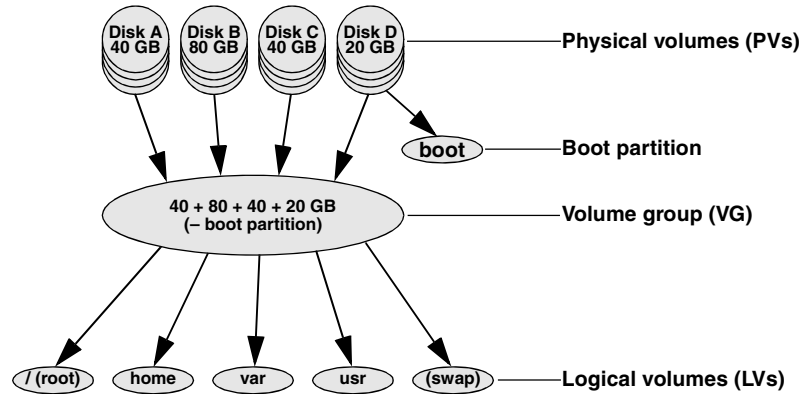 Disk A
40 GB
Disk B
80 GB
Disk C
40 GB
Disk D
20 GB
Physical volumes (PVs)
boot
Boot partition
40 + 80 + 40 + 20 GB
(– boot partition)
Volume group (VG)
/ (root)
home
var
usr
(swap)
Logical volumes (LVs)